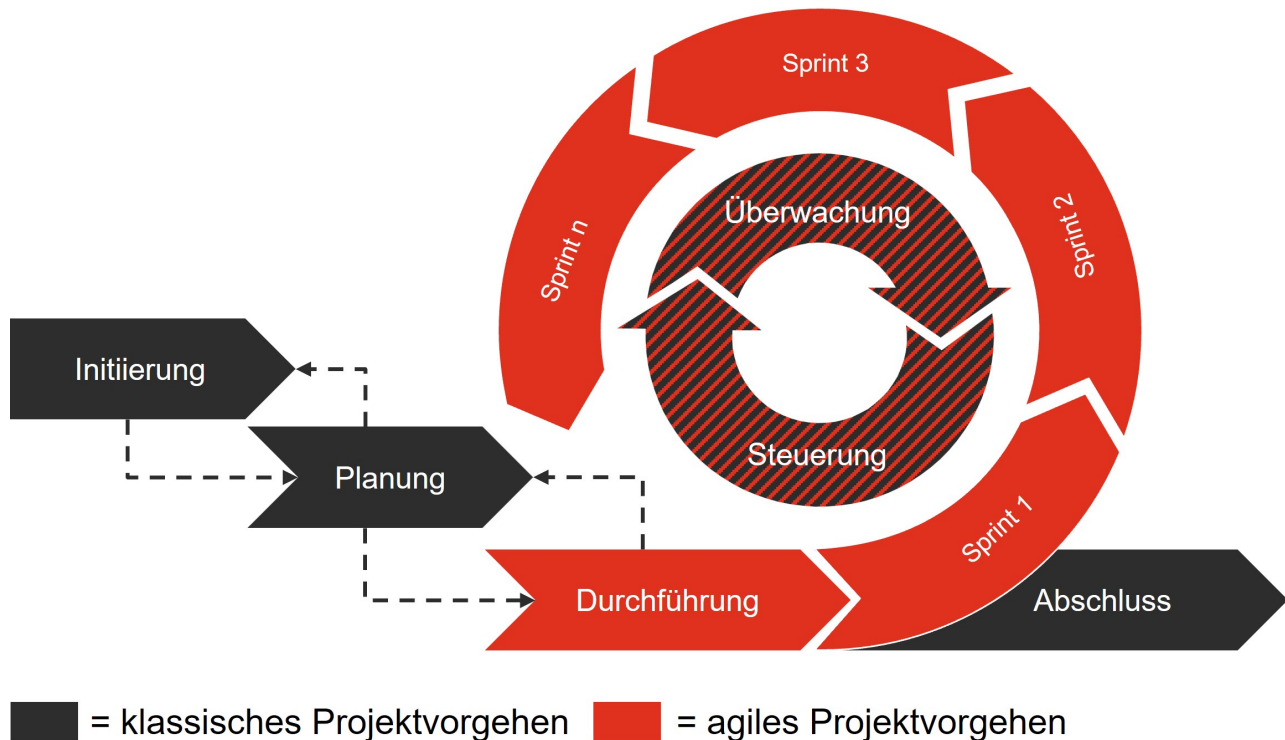 Sprint 3
Sprint 2
Sprint n
Überwachung
Initiierung
Steuerung
Planung
Sprint 1
Durchführung
Abschluss
= klassisches Projektvorgehen
= agiles Projektvorgehen